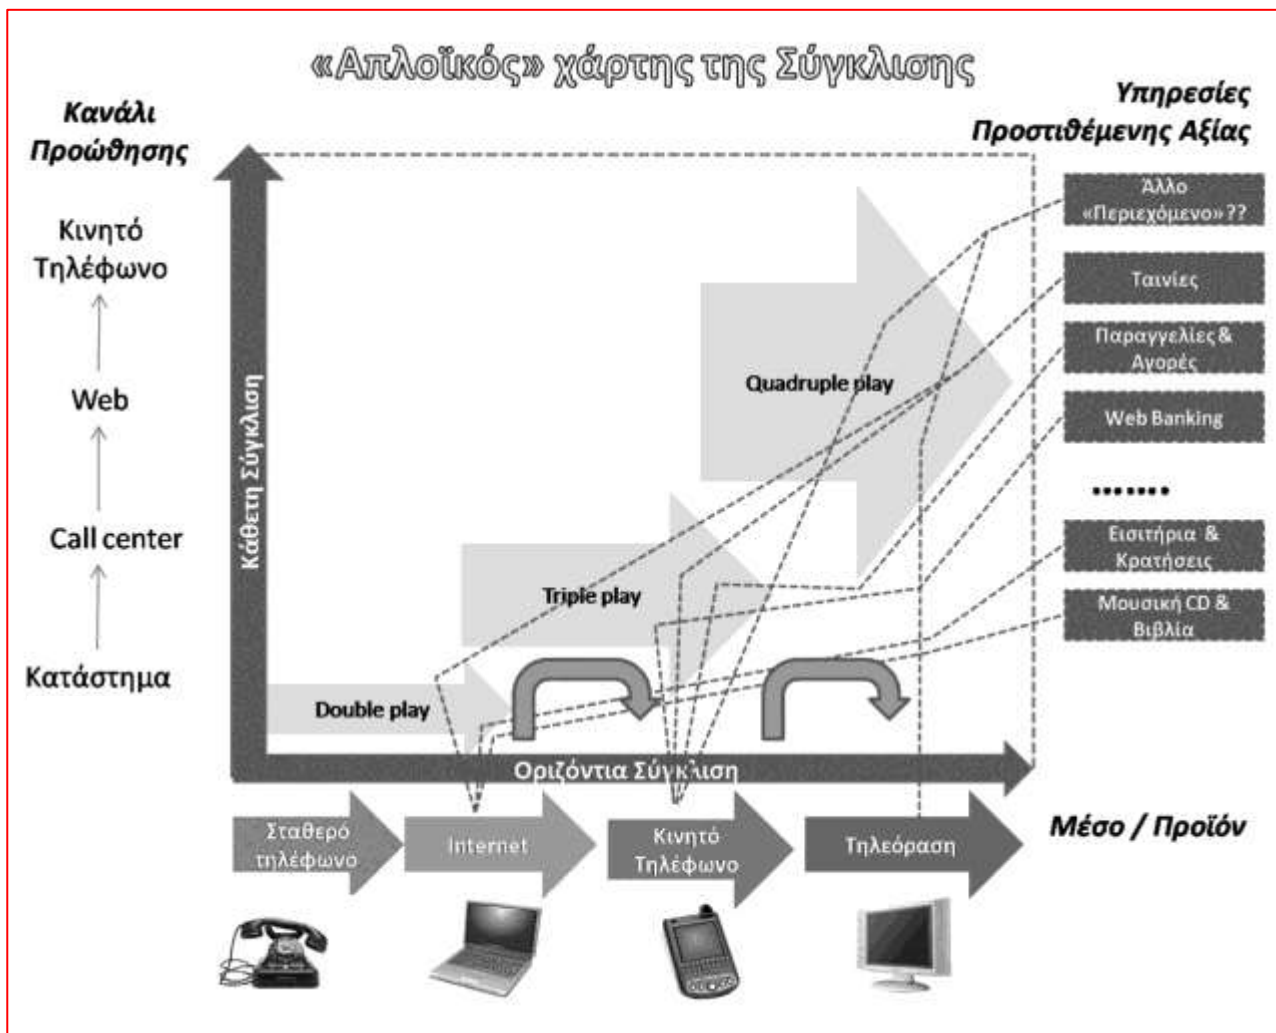 «Απλοϊκός» χάρτης της Σύγκλισης
Κανάλι
Προώθησης
Υπηρεσίες
Προστιθέμενης Αξίας
Κινητό
Τηλέφωνο
Web
Call center
Κατάστημα
Κάθετη Σύγκλιση
Quadruple play
Triple play
Double play
Άλλο
«Περιεχόμενο» ??
Ταινίες
Παραγγελίες &
Αγορές
Web Banking
.......
Εισιτήρια &
Κρατήσεις
Μουσική CD &
Βιβλία
Οριζόντια Σύγκλιση
Σταθερό
τηλέφωνο
Internet
Κινητό
Τηλέφωνο
Τηλεόραση
Μέσο / Προϊόν